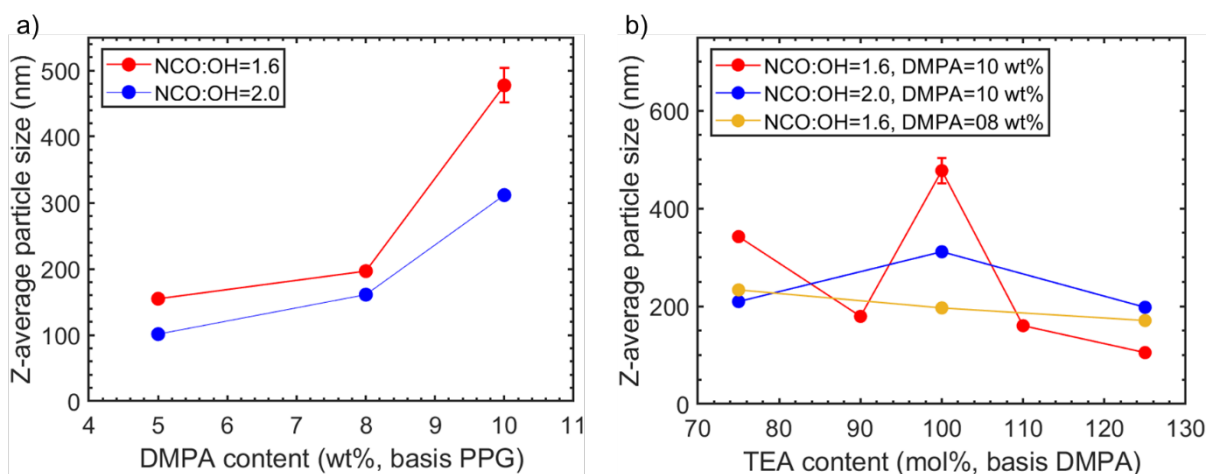 a)
NCO:OH=1.6
NCO:OH=2.0
Z-average particle size (nm)
500
400
300
200
100
0
4 5 6 7 8 9 10 11
DMPA content (wt%, basis PPG)
b)
NCO:OH=1.6, DMPA=10 wt%
NCO:OH=2.0, DMPA=10 wt%
NCO:OH=1.6, DMPA=08 wt%
Z-average particle size (nm)
600
400
200
0
70 80 90 100 110 120 130
TEA content (mol%, basis DMPA)